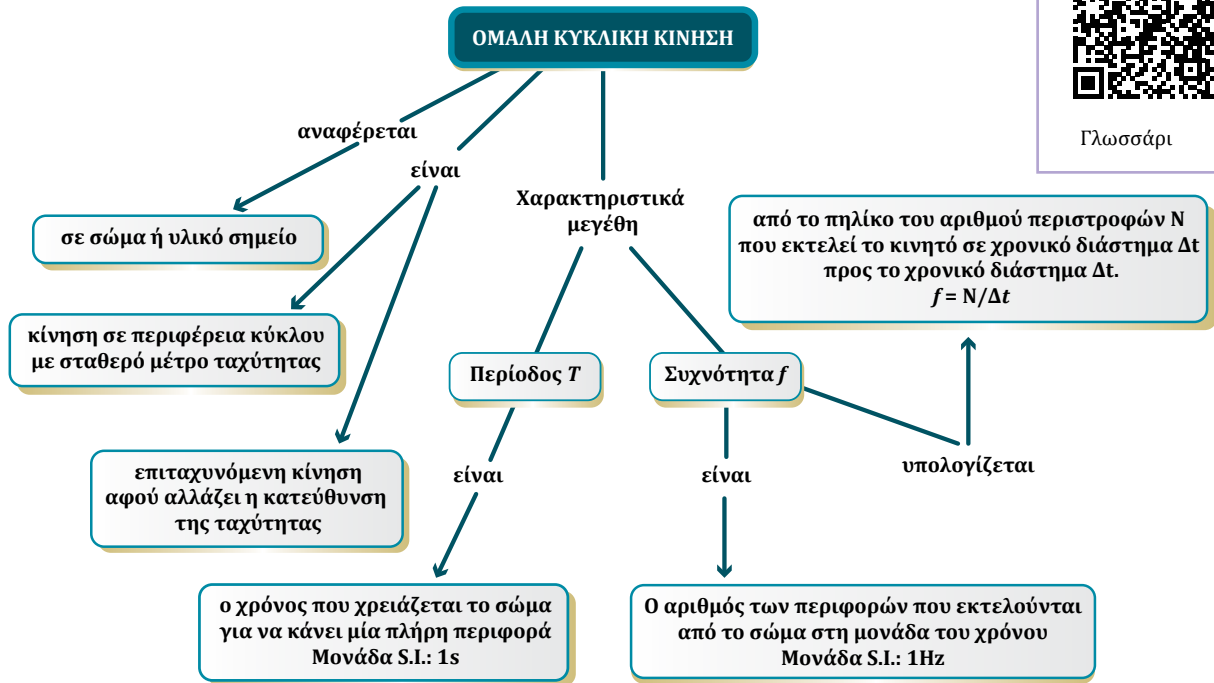 ΟΜΑΛΗ ΚΥΚΛΙΚΗ ΚΙΝΗΣΗ
Γλωσσάρι
αναφέρεται
σε σώμα ή υλικό σημείο
είναι
κίνηση σε περιφέρεια κύκλου
με σταθερό μέτρο ταχύτητας
επιταχυνόμενη κίνηση
αφού αλλάζει η κατεύθυνση
της ταχύτητας
Χαρακτηριστικά
μεγέθη
Περίοδος T
είναι
ο χρόνος που χρειάζεται το σώμα
για να κάνει μία πλήρη περιφορά
Μονάδα S.I.: 1s
Συχνότητα f
είναι
Ο αριθμός των περιφορών που εκτελούνται
από το σώμα στη μονάδα του χρόνου
Μονάδα S.I.: 1Hz
υπολογίζεται
από το πηλίκο του αριθμού περιστροφών Ν
που εκτελεί το κινητό σε χρονικό διάστημα Δt
προς το χρονικό διάστημα Δt.
f = N/Δt